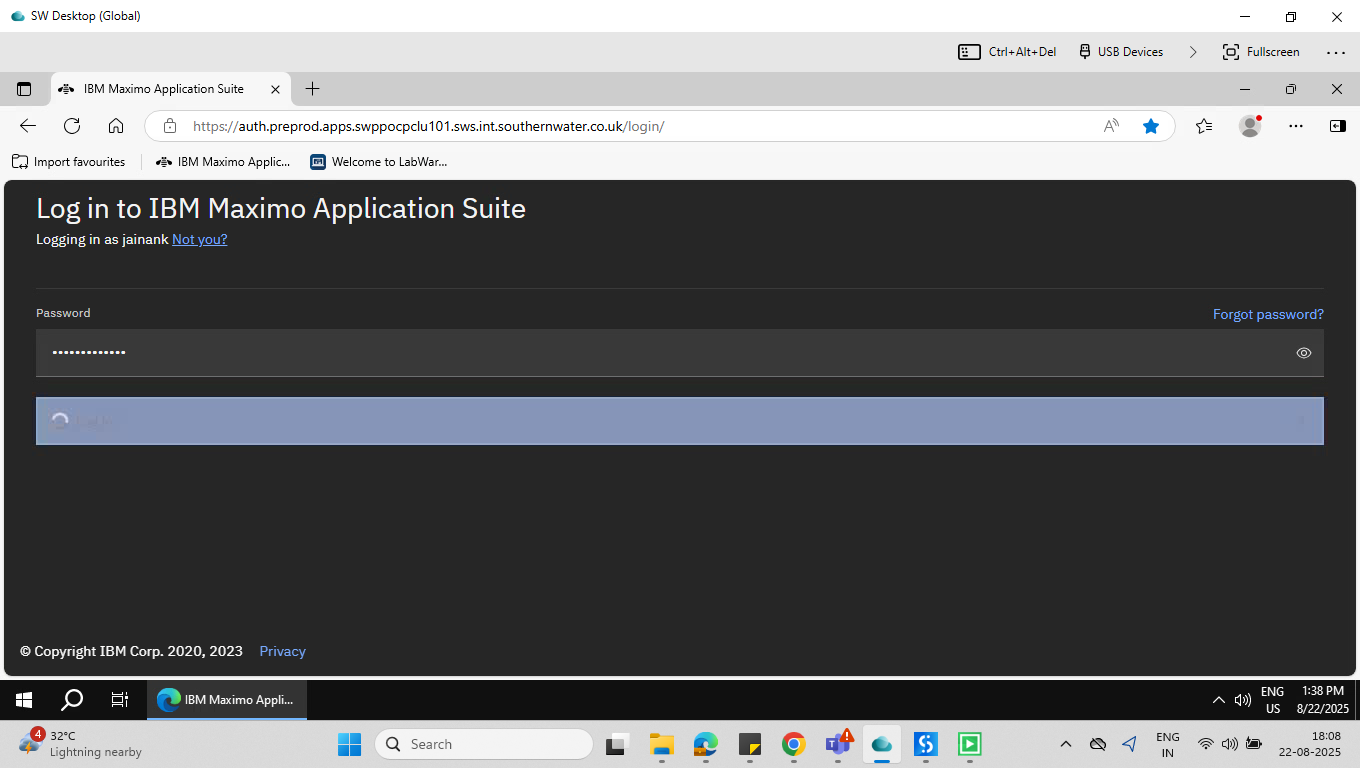 SW Desktop (Global)
Ctrl+Alt+Del
USB Devices
Fullscreen
IBM Maximo Application Suite
https://auth.preprod.apps.swppocpclu101.sws.int.southernwater.co.uk/login/
Import favourites
IBM Maximo Applic...
Welcome to LabWar...
Log in to IBM Maximo Application Suite
Logging in as jainank Not you?
Password
Forgot password?
•••••••••••••
© Copyright IBM Corp. 2020, 2023
Privacy
IBM Maximo Appli...
ENG
US
1:38 PM
8/22/2025
4
32°C
Lightning nearby
Search
ENG
IN
18:08
22-08-2025